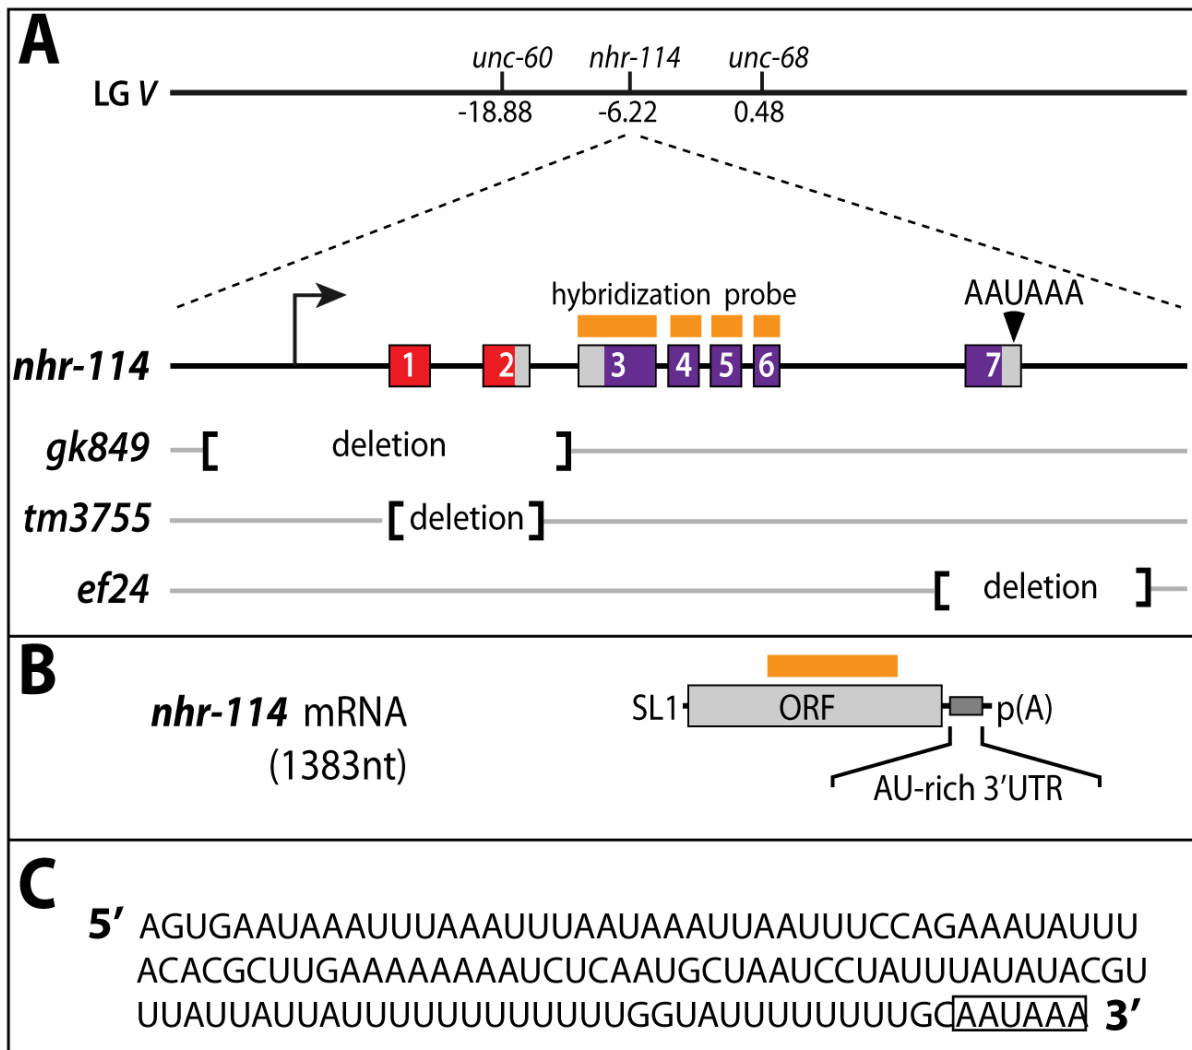 A
unc-60 nhr-114 unc-68
LG V
-18.88 -6.22 0.48
hybridization probe AAUAAA
nhr-114 1 2 3 4 5 6 7
gk849 [ deletion ]
tm3755 [ deletion ]
ef24 [ deletion ]
B
nhr-114 mRNA
(1383nt)
SL1 ORF p(A)
AU-rich 3’UTR
C
5’ AGUGAAUAAAUUUAAAUUUAAUAAAUUAAUUUCCAGAAAUAUUU
ACACGCUUGAAAAAAAAUCUCAAUGCUAAUCCUAUUUAUAUACGU
UUAUUAUUAUUUUUUUUUUUUUGGUAUUUUUUUUGCAAUAAA 3’